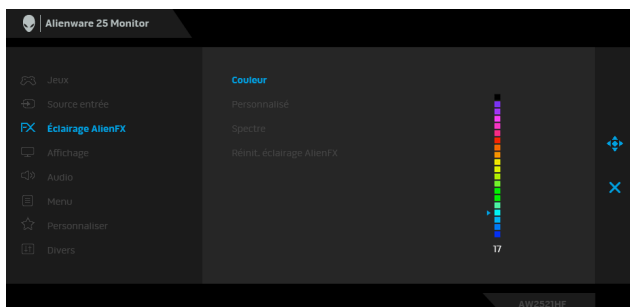 Alienware 25 Monitor
Jeux
Source entrée
FX Éclairage AlienFX
Affichage
Audio
Menu
Personnaliser
Divers
Couleur
Personnalisé
Spectre
Réinit. éclairage AlienFX
17
AW2521HF